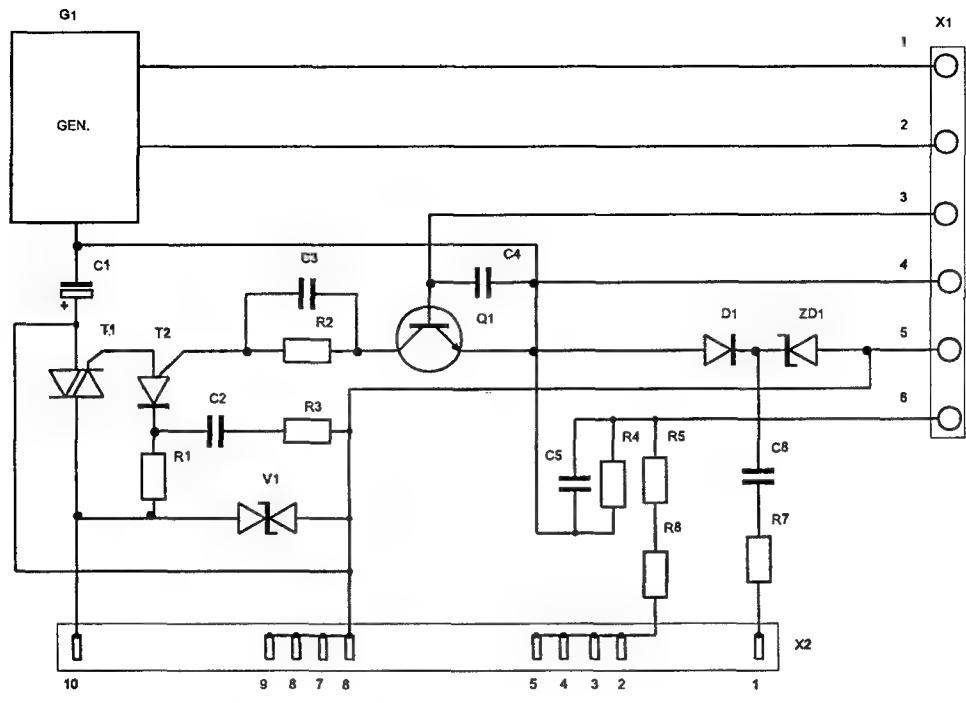 G1
X1
1
GEN.
2
3
C1
C3
C4
4
+
T1
T2
R2
Q1
D1
ZD1
5
C2
R3
6
R1
V1
C5
R4
R5
C8
R8
R7
X2
10
9
8
7
8
5
4
3
2
1